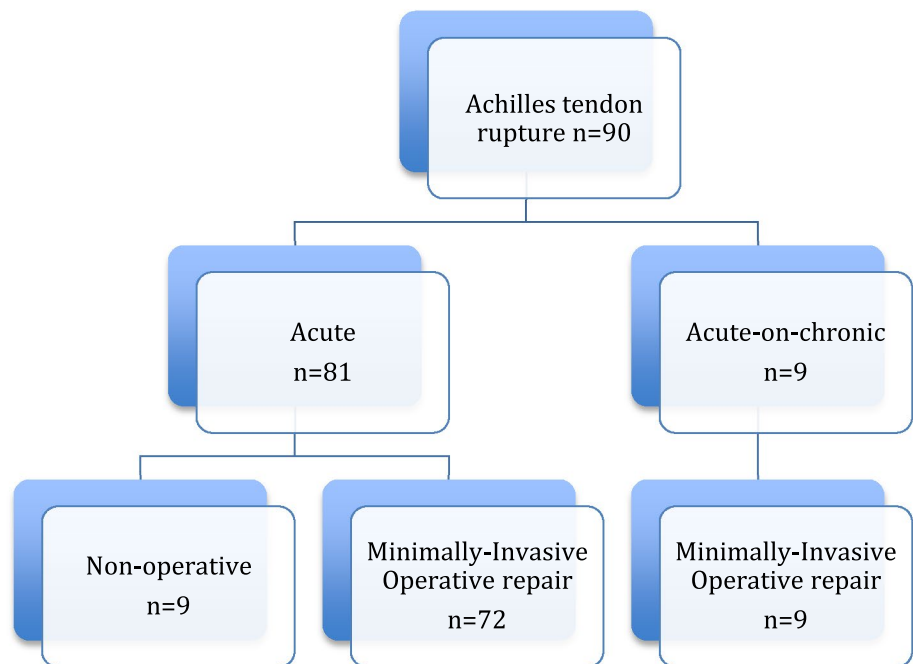 Achilles tendon
rupture n=90
Acute
n=81
Acute-on-chronic
n=9
Non-operative
n=9
Minimally-Invasive
Operative repair
n=72
Minimally-Invasive
Operative repair
n=9